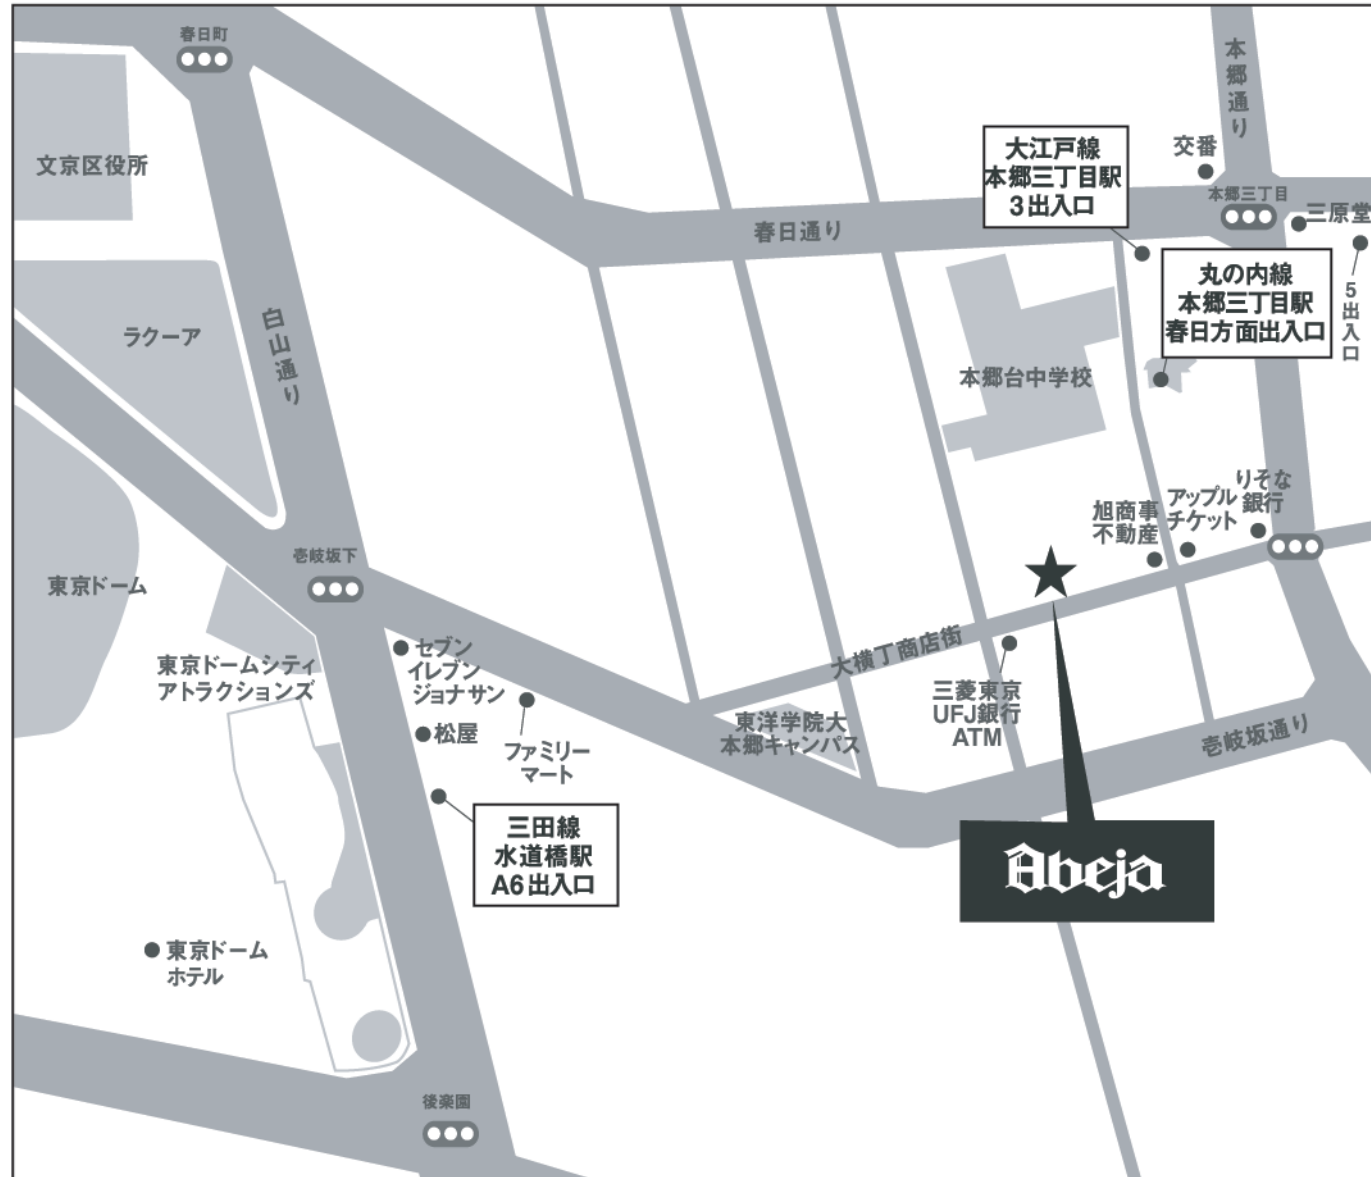 春日町
本郷通り
文京区役所
交番
大江戸線
本郷三丁目駅
3出入口
本郷三丁目
三原堂
春日通り
丸の内線
本郷三丁目駅
春日方面出入口
5出入口
ラクーア
白山通り
本郷台中学校
りそな
銀行
アップル
チケット
旭商事
不動産
壱岐坂下
東京ドーム
セブン
イレブン
ジョナサン
大横丁商店街
東京ドームシティ
アトラクションズ
三菱東京
UFJ銀行
ATM
東洋学院大
本郷キャンパス
壱岐坂通り
松屋
ファミリー
マート
三田線
水道橋駅
A6出入口
Abeja
東京ドーム
ホテル
後楽園